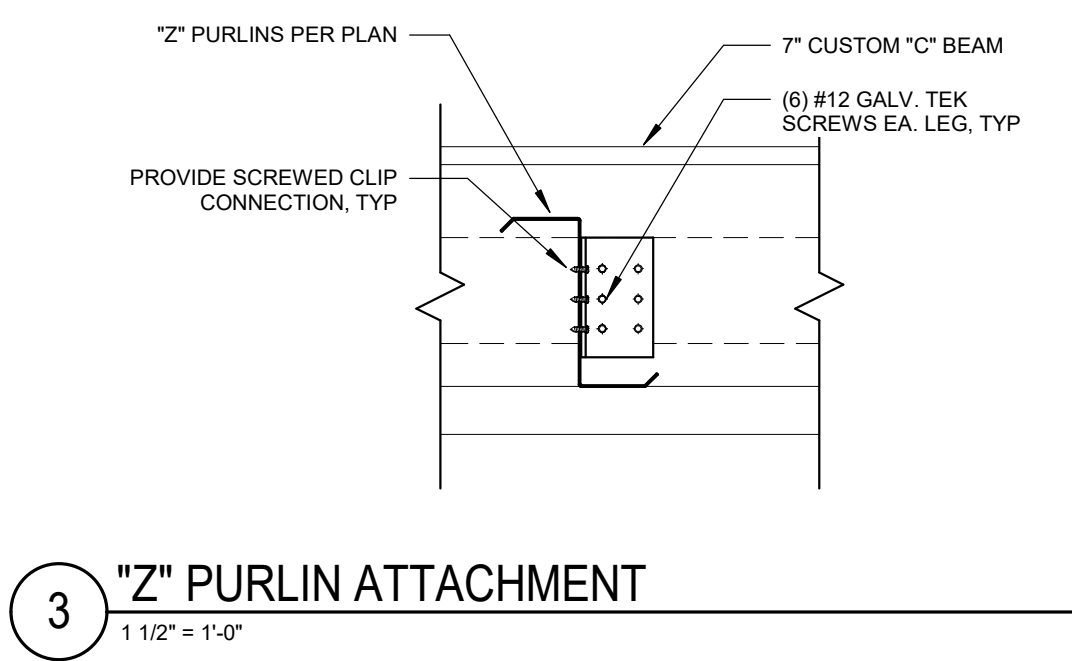 "Z" PURLINS PER PLAN
7" CUSTOM "C" BEAM
(6) #12 GALV. TEK
SCREWS EA. LEG, TYP
PROVIDE SCREWED CLIP
CONNECTION, TYP
3
"Z" PURLIN ATTACHMENT
1 1/2" = 1'-0"